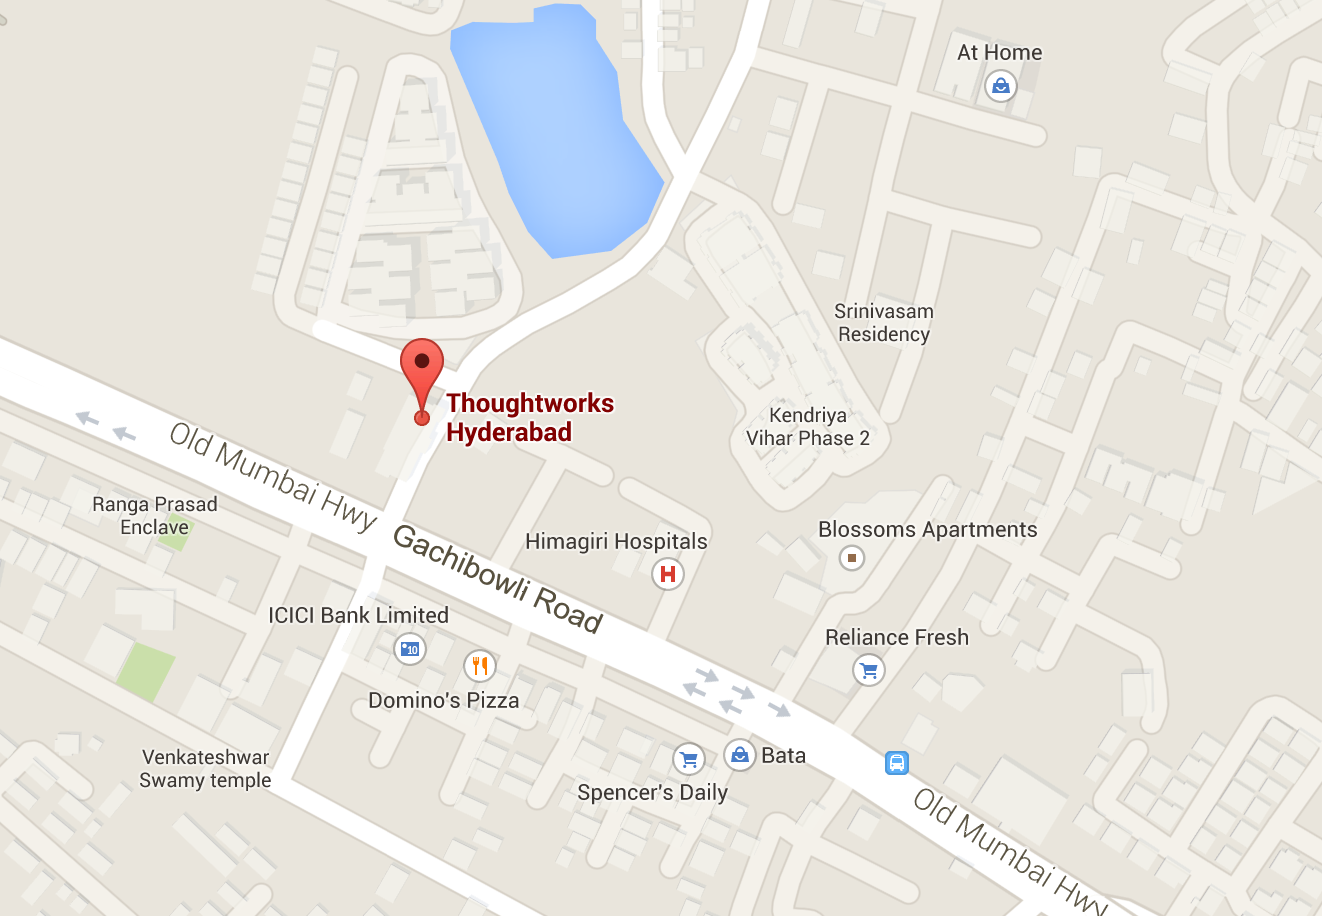 At Home
Srinivasam
Residency
Thoughtworks
Hyderabad
Kendriya
Vihar Phase 2
Old Mumbai Hwy
Ranga Prasad
Enclave
Gachibowli Road
Himagiri Hospitals
H
Blossoms Apartments
ICICI Bank Limited
10
Reliance Fresh
Domino's Pizza
Venkateshwar
Swamy temple
Bata
Spencer's Daily
Old Mumbai Hwy